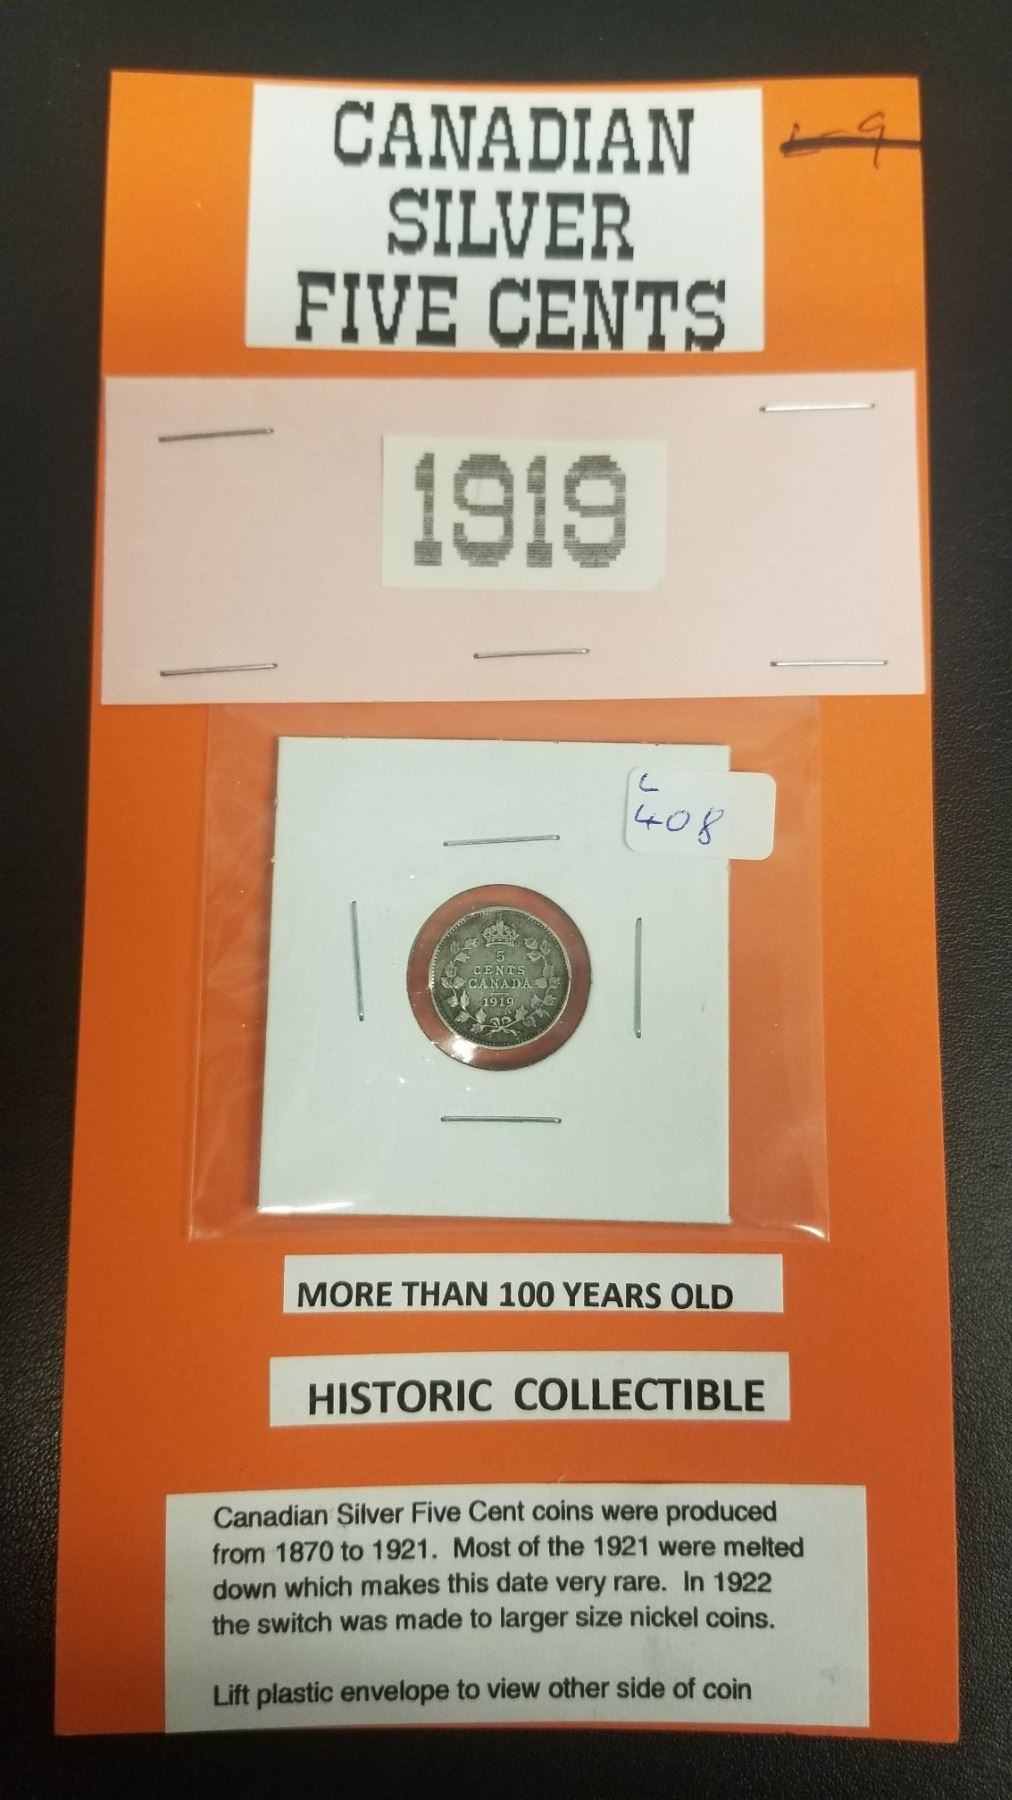 CANADIAN
SILVER
FIVE CENTS
1919
L
408
5
CENTS
CANADA
1919
MORE THAN 100 YEARS OLD
HISTORIC COLLECTIBLE
Canadian Silver Five Cent coins were produced
from 1870 to 1921. Most of the 1921 were melted
down which makes this date very rare. In 1922
the switch was made to larger size nickel coins.
Lift plastic envelope to view other side of coin